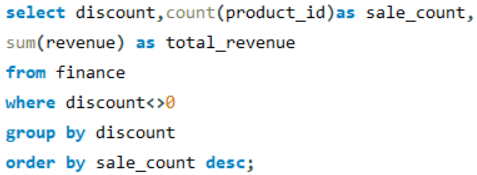 select discount,count(product_id)as sale_count,
sum(revenue) as total_revenue
from finance
where discount<>0
group by discount
order by sale_count desc;